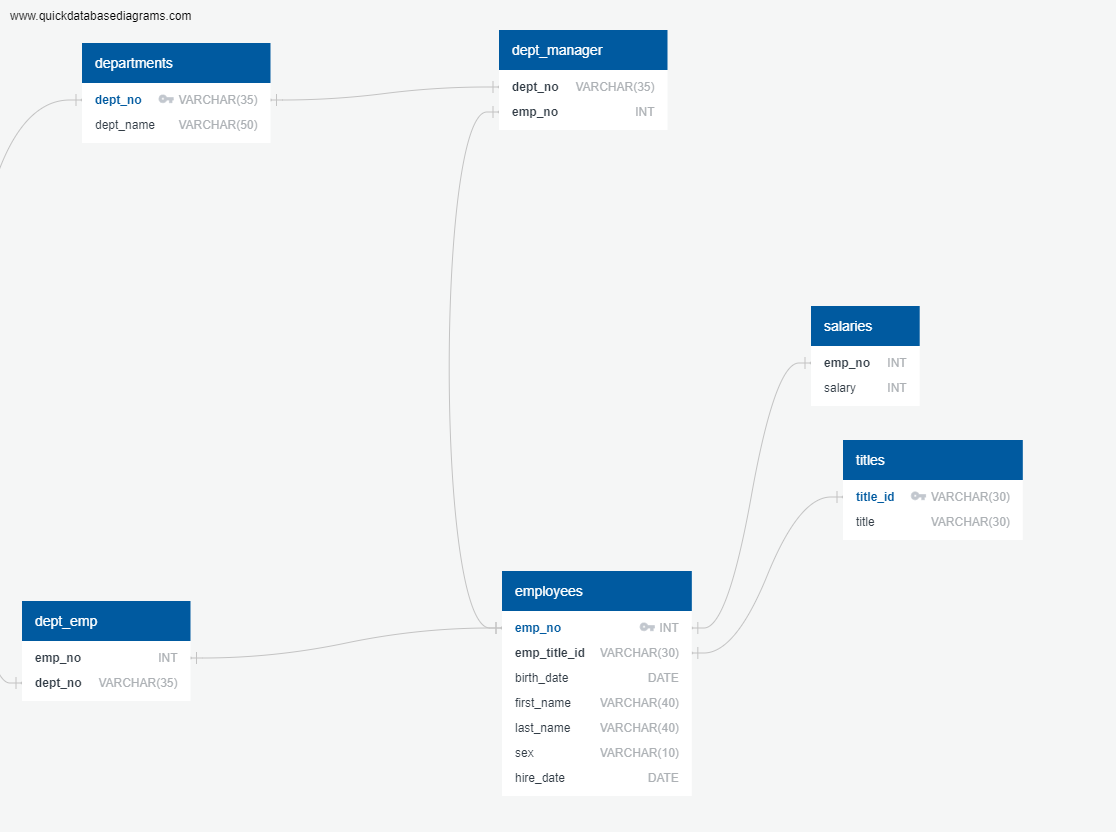 www.quickdatabasediagrams.com
departments
dept_no VARCHAR(35)
dept_name VARCHAR(50)
dept_manager
dept_no VARCHAR(35)
emp_no INT
salaries
emp_no INT
salary INT
titles
title_id VARCHAR(30)
title VARCHAR(30)
employees
emp_no INT
emp_title_id VARCHAR(30)
birth_date DATE
first_name VARCHAR(40)
last_name VARCHAR(40)
sex VARCHAR(10)
hire_date DATE
dept_emp
emp_no INT
dept_no VARCHAR(35)